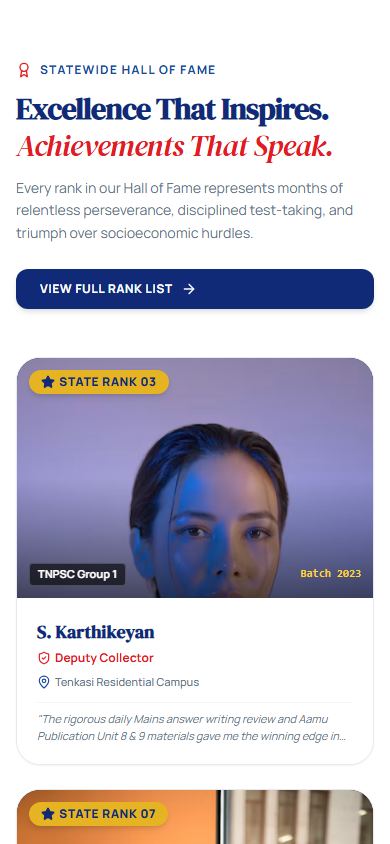 STATEWIDE HALL OF FAME
Excellence That Inspires.
Achievements That Speak.
Every rank in our Hall of Fame represents months of
relentless perseverance, disciplined test-taking, and
triumph over socioeconomic hurdles.
VIEW FULL RANK LIST →
STATE RANK 03
TNPSC Group 1
Batch 2023
S. Karthikeyan
Deputy Collector
Tenkasi Residential Campus
"The rigorous daily Mains answer writing review and Aamu
Publication Unit 8 & 9 materials gave me the winning edge in…
STATE RANK 07